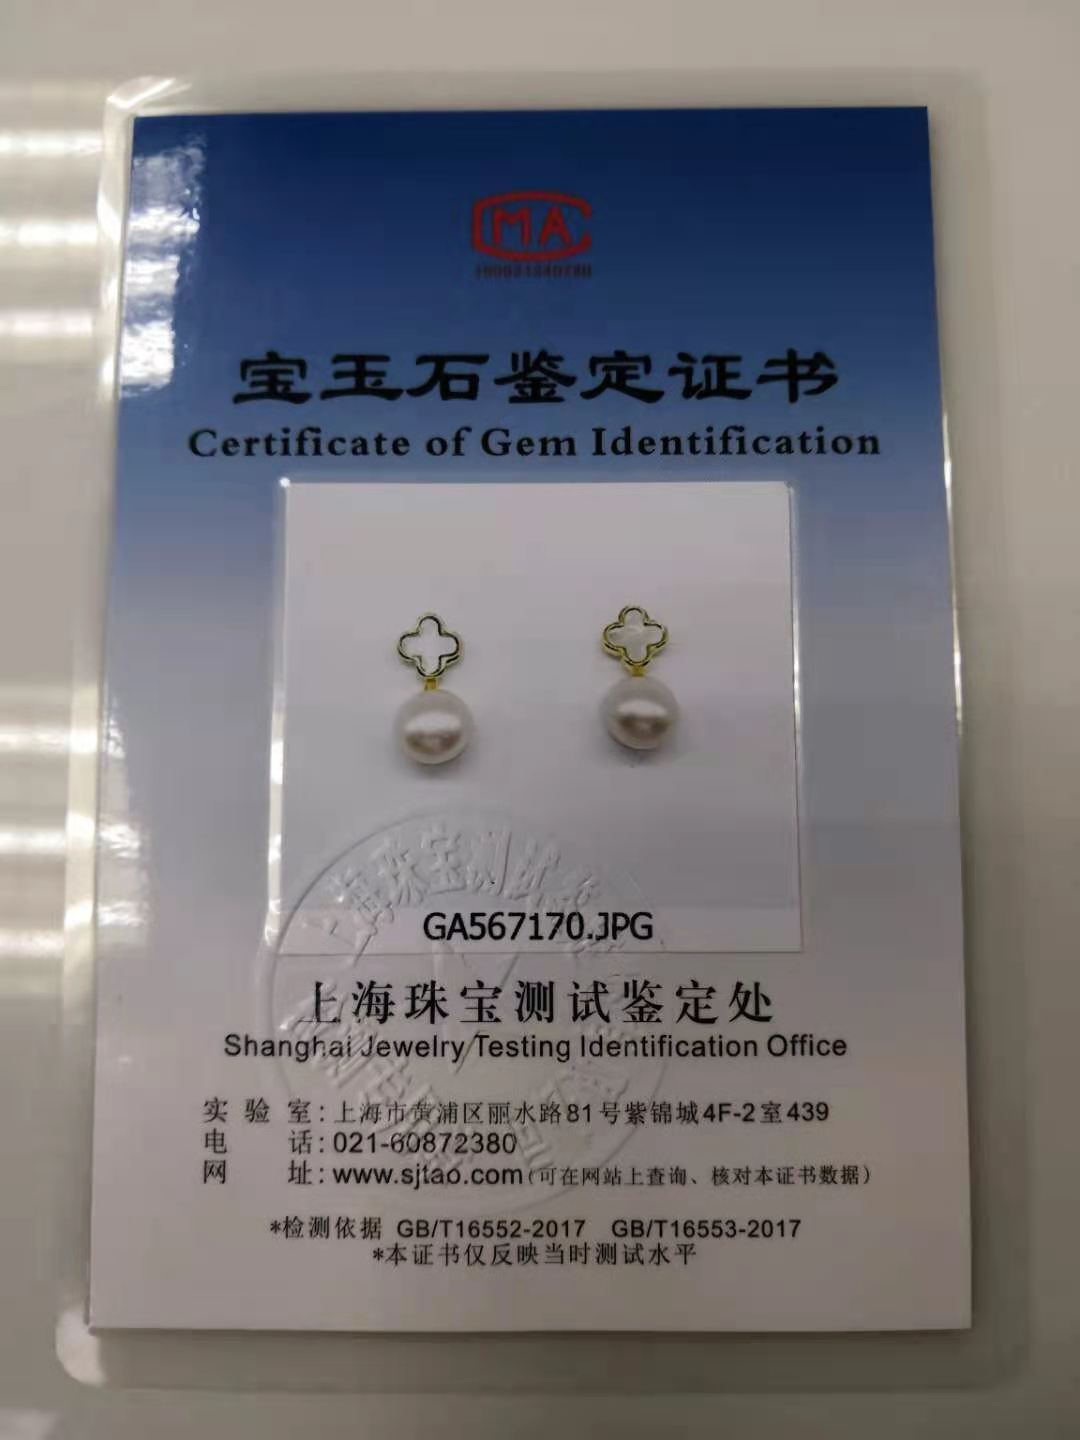 MA
宝玉石鉴定证书
Certificate of Gem Identification
GA567170.JPG
上海珠宝测试鉴定处
Shanghai Jewelry Testing Identification Office
实验室:上海市黄浦区丽水路81号紫锦城4F-2室439
电话:021-60872380
网址:www.sjtao.com(可在网站上查询、核对本证书数据)
*检测依据 GB/T16552-2017 GB/T16553-2017
*本证书仅反映当时测试水平